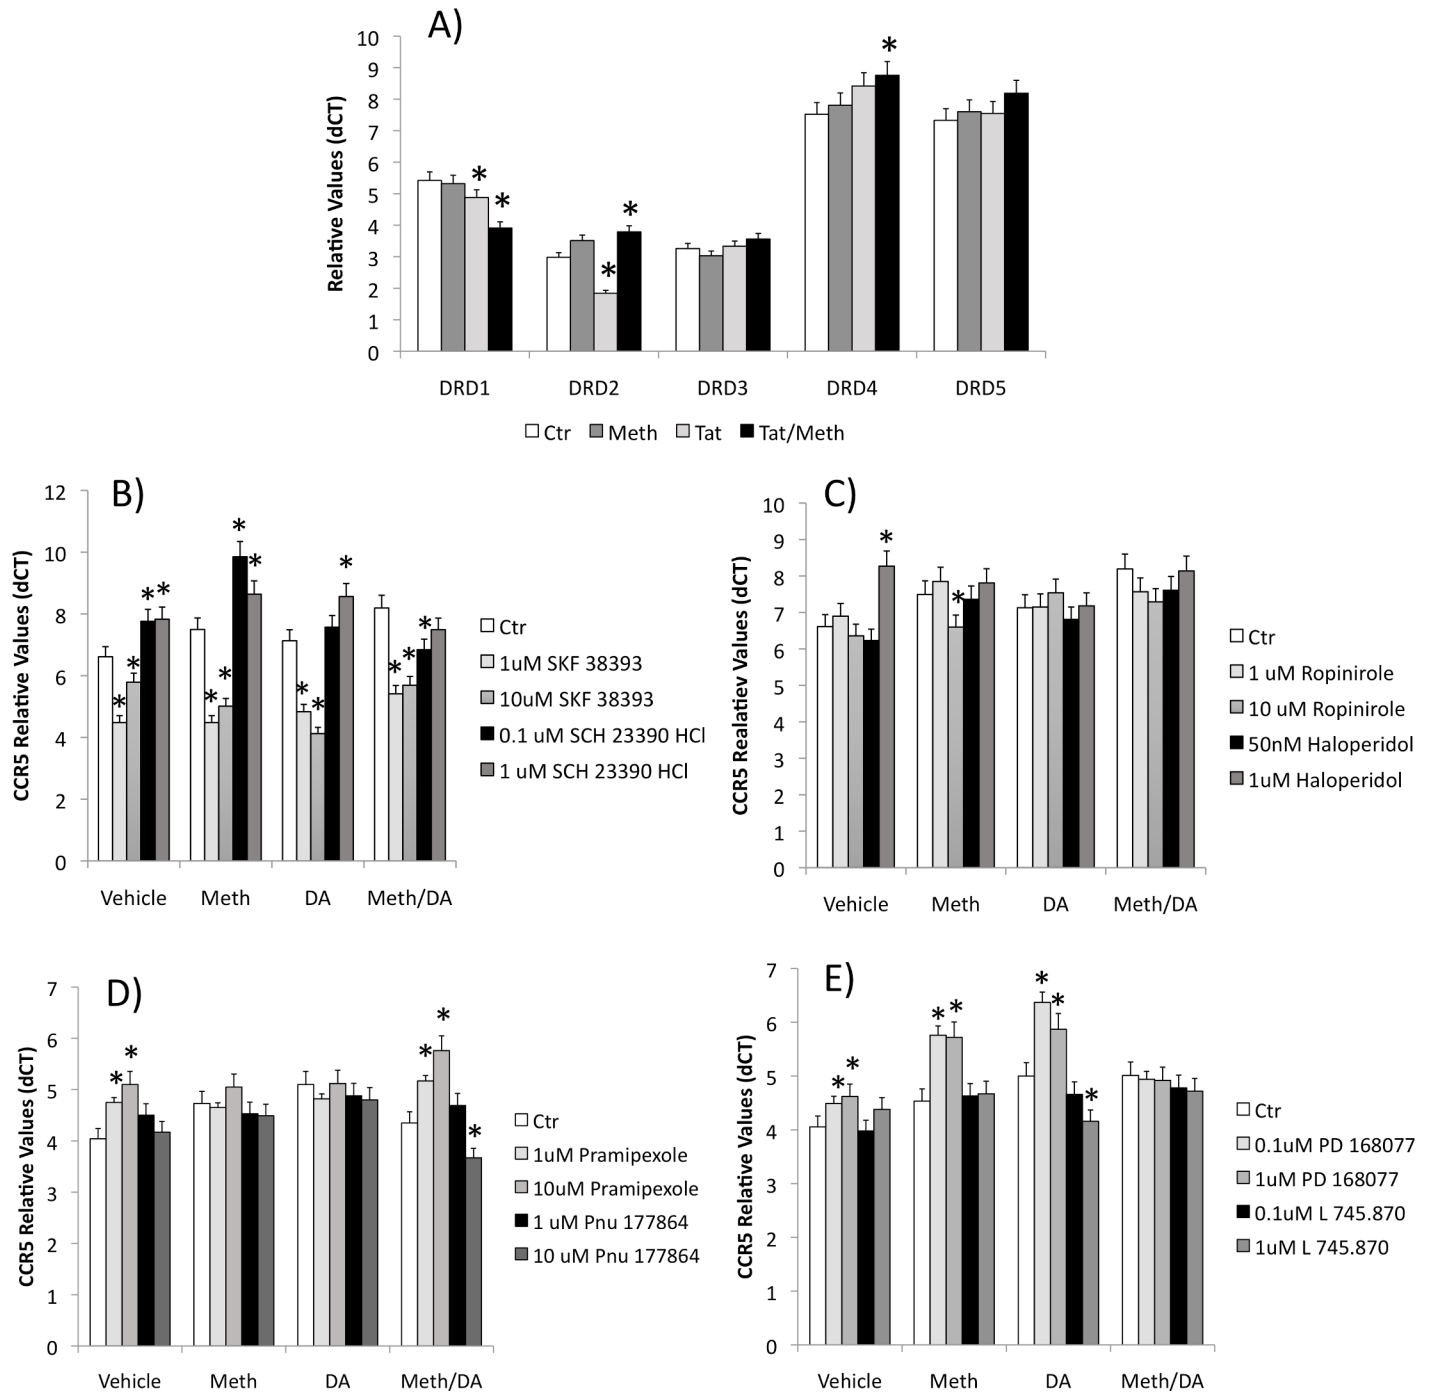 A)
Relative Values (dCT)
10
9
8
7
6
5
4
3
2
1
0
* * * * *
DRD1 DRD2 DRD3 DRD4 DRD5
Ctr Meth Tat Tat/Meth
B)
CCR5 Relative Values (dCT)
12
10
8
6
4
2
0
* * * * * * * * * * * * * *
Vehicle Meth DA Meth/DA
Ctr
1uM SKF 38393
10uM SKF 38393
0.1 uM SCH 23390 HCl
1 uM SCH 23390 HCl
C)
CCR5 Realatiev Values (dCT)
10
9
8
7
6
5
4
3
2
1
0
* *
Vehicle Meth DA Meth/DA
Ctr
1 uM Ropinirole
10 uM Ropinirole
50nM Haloperidol
1uM Haloperidol
D)
CCR5 Relative Values (dCT)
7
6
5
4
3
2
1
0
* * * * *
Vehicle Meth DA Meth/DA
Ctr
1uM Pramipexole
10uM Pramipexole
1 uM Pnu 177864
10 uM Pnu 177864
E)
CCR5 Relative Values (dCT)
7
6
5
4
3
2
1
0
* * * * * * *
Vehicle Meth DA Meth/DA
Ctr
0.1uM PD 168077
1uM PD 168077
0.1uM L 745.870
1uM L 745.870